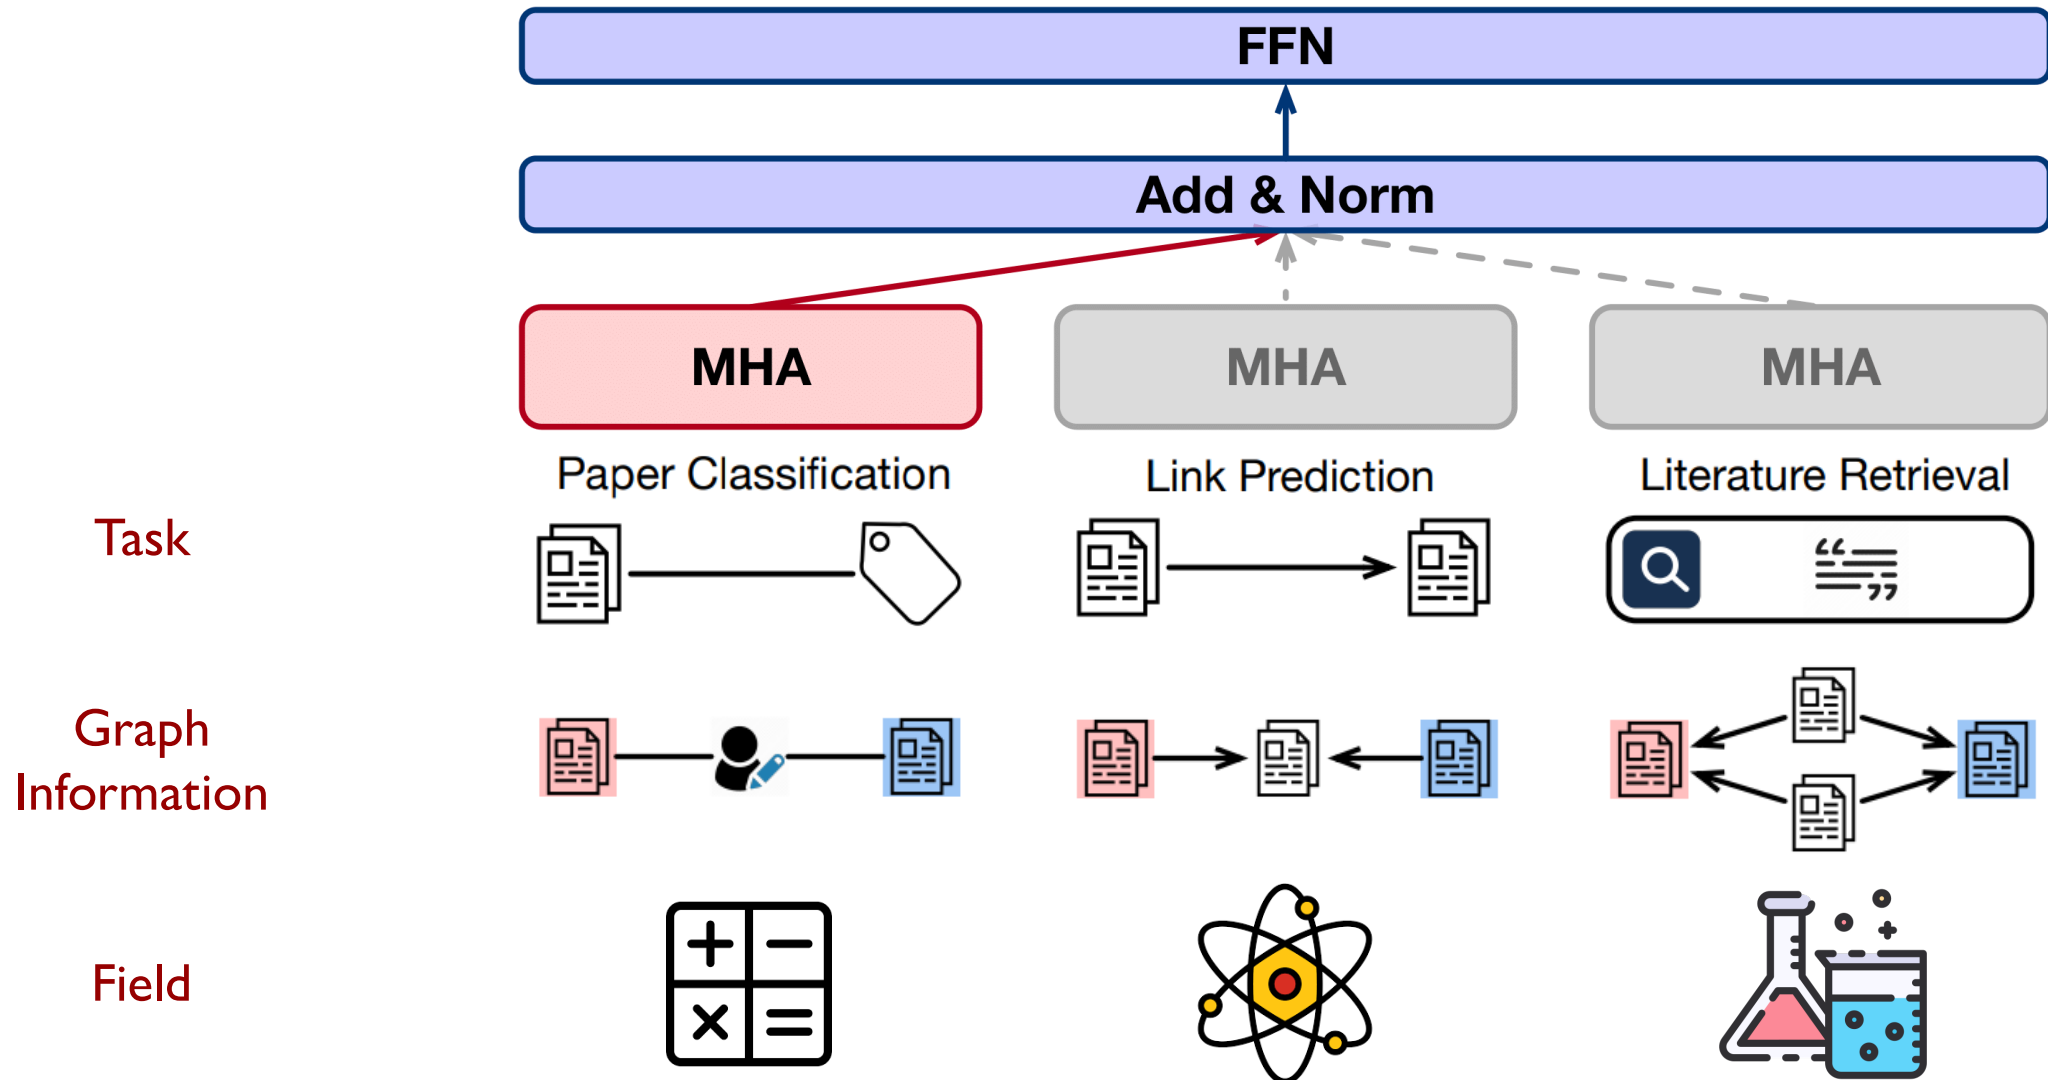 FFN
Add & Norm
MHA
MHA
MHA
Paper Classification
Link Prediction
Literature Retrieval
Task
Graph
Information
Field